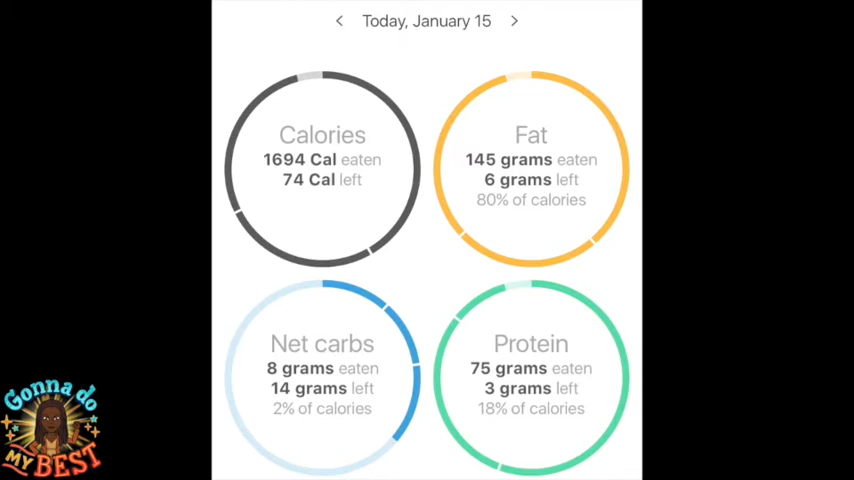 < Today, January 15 >
Calories
1694 Cal eaten
74 Cal left
Fat
145 grams eaten
6 grams left
80% of calories
Net carbs
8 grams eaten
14 grams left
2% of calories
Protein
75 grams eaten
3 grams left
18% of calories
Gonna do
MY BEST